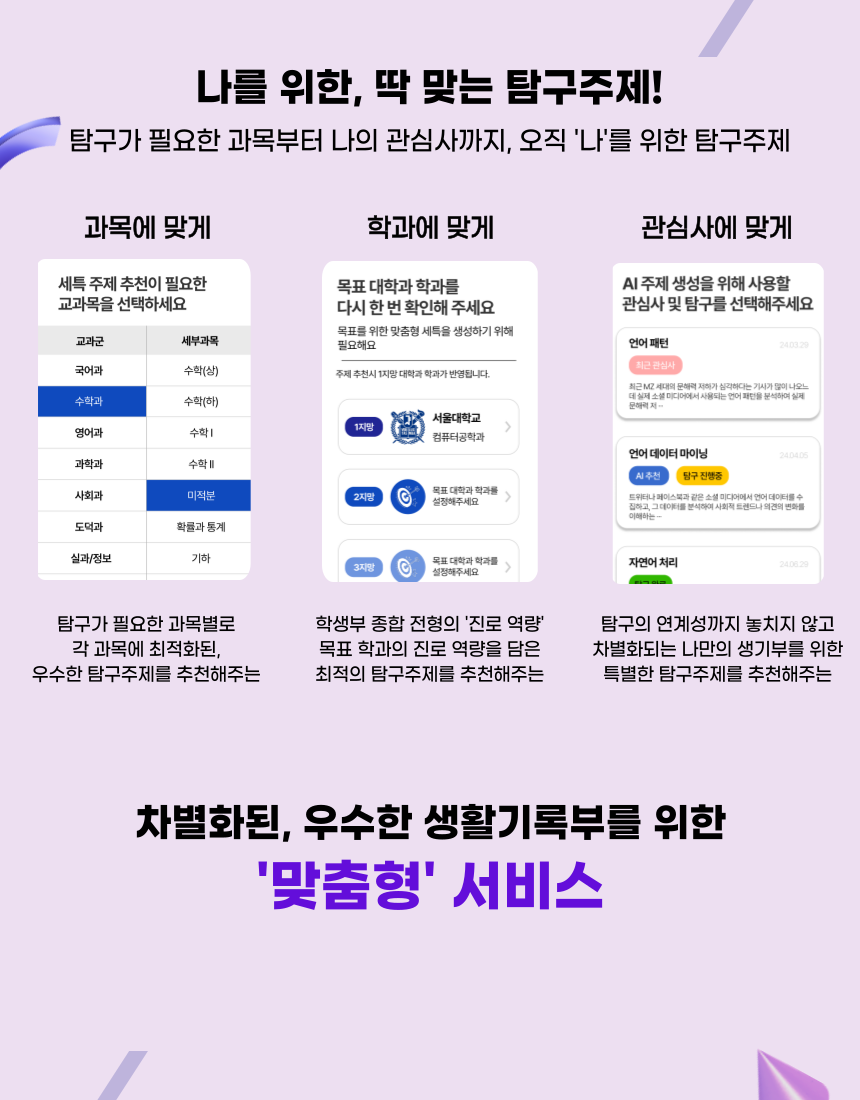 나를 위한, 딱 맞는 탐구주제!
탐구가 필요한 과목부터 나의 관심사까지, 오직 '나'를 위한 탐구주제
과목에 맞게
세특 주제 추천이 필요한
교과목을 선택하세요
교과군 세부과목
국어과 수학(상)
수학과 수학(하)
영어과 수학 I
과학과 수학 II
사회과 미적분
도덕과 확률과 통계
실과/정보 기하
탐구가 필요한 과목별로
각 과목에 최적화된,
우수한 탐구주제를 추천해주는
학과에 맞게
목표 대학과 학과를
다시 한 번 확인해 주세요
목표를 위한 맞춤형 세특을 생성하기 위해
필요해요
주제 추천시 1지망 대학과 학과가 반영됩니다.
1지망
서울대학교
컴퓨터공학과
2지망
목표 대학과 학과를
설정해주세요
3지망
목표 대학과 학과를
설정해주세요
학생부 종합 전형의 '진로 역량'
목표 학과의 진로 역량을 담은
최적의 탐구주제를 추천해주는
관심사에 맞게
AI 주제 생성을 위해 사용할
관심사 및 탐구를 선택해주세요
언어 패턴 24.03.29
최근 관심사
최근 MZ 세대의 문해력 저하가 심각하다는 기사가 많이 나오느
데 실제 소셜 미디어에서 사용되는 언어 패턴을 분석하여 실제
문해력 저 ···
언어 데이터 마이닝 24.04.05
AI 추천 탐구 진행중
트위터나 페이스북과 같은 소셜 미디어에서 언어 데이터를 수
집하고, 그 데이터를 분석하여 사회적 트렌드나 의견의 변화를
이해하는 ···
자연어 처리 24.06.29
탐구의 연계성까지 놓치지 않고
차별화되는 나만의 생기부를 위한
특별한 탐구주제를 추천해주는
차별화된, 우수한 생활기록부를 위한
'맞춤형' 서비스